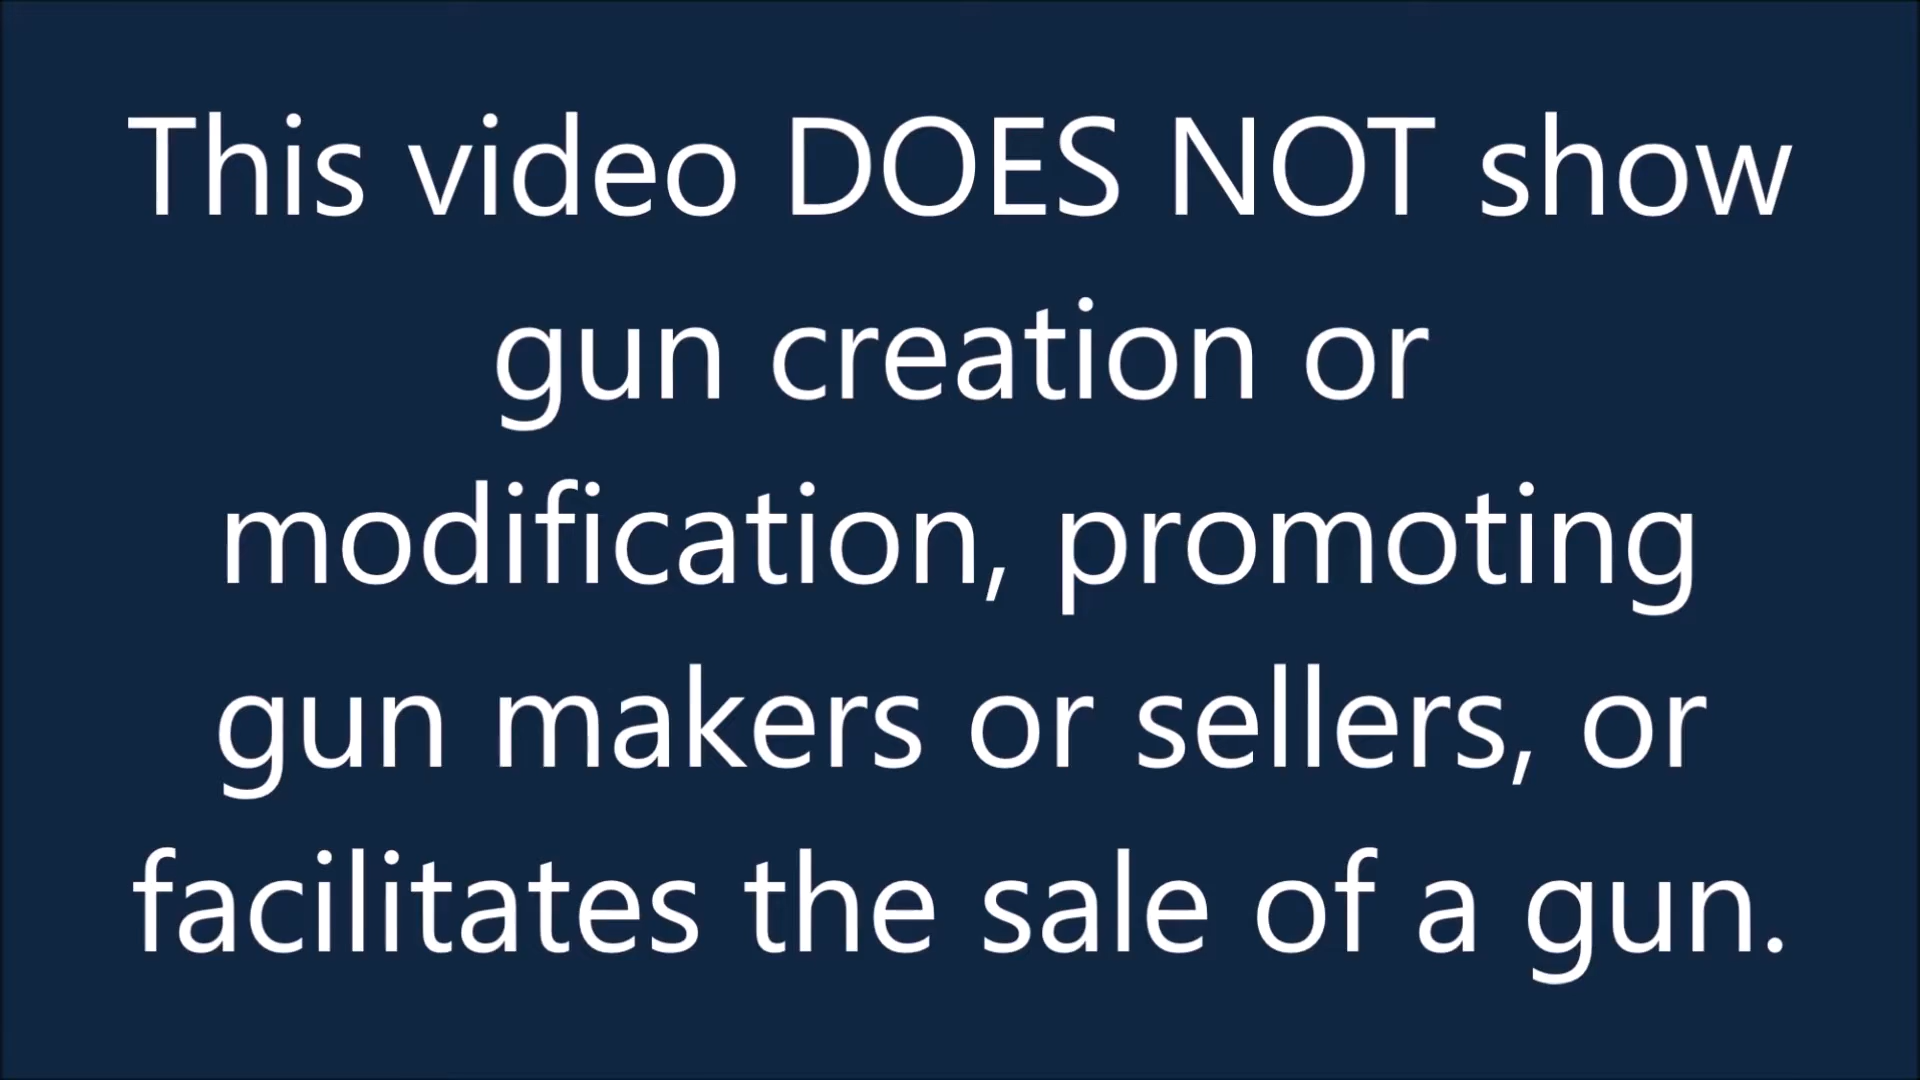 This video DOES NOT show
gun creation or
modification, promoting
gun makers or sellers, or
facilitates the sale of a gun.